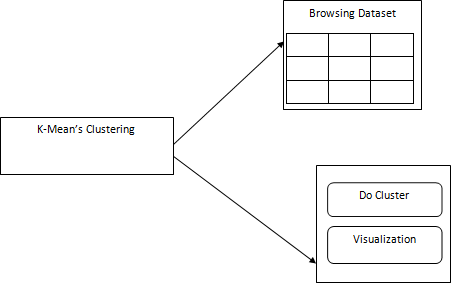 Browsing Dataset
K-Mean's Clustering
Do Cluster
Visualization